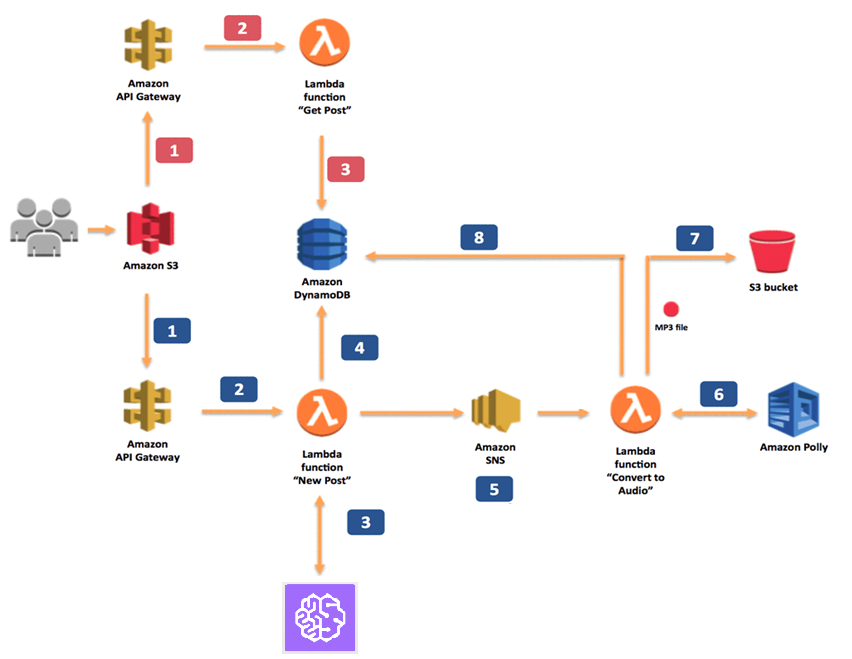 2
Amazon
API Gateway
Lambda
function
“Get Post”
1
3
8
7
Amazon S3
Amazon
DynamoDB
S3 bucket
MP3 file
1
4
2
6
Amazon
API Gateway
Lambda
function
“New Post”
Amazon
SNS
5
Lambda
function
“Convert to
Audio”
Amazon Polly
3